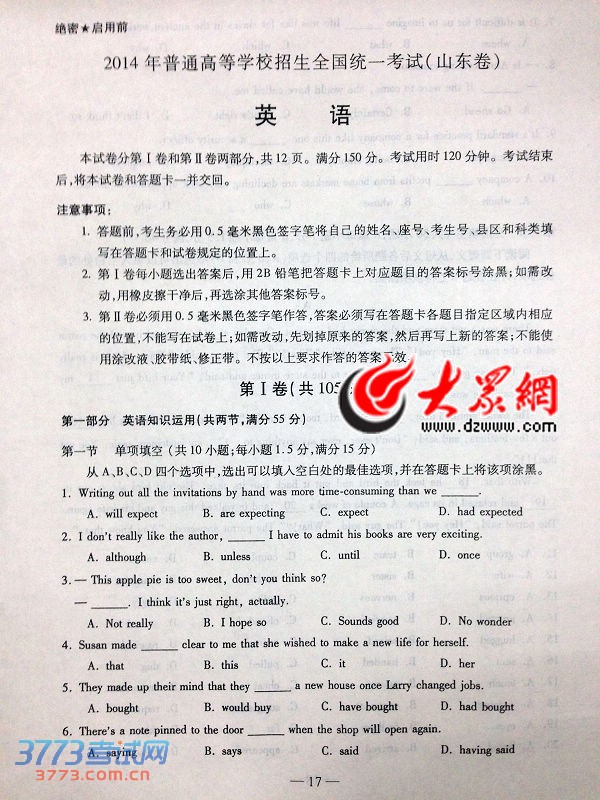 绝密★启用前
2014年普通高等学校招生全国统一考试(山东卷)
英 语
本试卷分第Ⅰ卷和第Ⅱ卷两部分,共12页。满分150分。考试用时120分钟。考试结束
后,将本试卷和答题卡一并交回。
注意事项:
1. 答题前,考生务必用0.5毫米黑色签字笔将自己的姓名、座号、考生号、县区和科类填
写在答题卡和试卷规定的位置上。
2. 第Ⅰ卷每小题选出答案后,用2B铅笔把答题卡上对应题目的答案标号涂黑;如需改
动,用橡皮擦干净后,再选涂其他答案标号。
3. 第Ⅱ卷必须用0.5毫米黑色签字笔作答,答案必须写在答题卡各题目指定区域内相应
的位置,不能写在试卷上;如需改动,先划掉原来的答案,然后再写上新的答案;不能使
用涂改液、胶带纸、修正带。不按以上要求作答的答案无效。
第Ⅰ卷(共105
大众網
www.dzwww.com
第一部分 英语知识运用(共两节,满分55分)
第一节 单项填空 (共10小题;每小题1.5分,满分15分)
从A、B、C、D四个选项中,选出可以填入空白处的最佳选项,并在答题卡上将该项涂黑。
1. Writing out all the invitations by hand was more time-consuming than we ______.
A. will expect B. are expecting C. expect D. had expected
2. I don't really like the author, ______ I have to admit his books are very exciting.
A. although B. unless C. until D. once
3. — This apple pie is too sweet, don't you think so?
— ______. I think it's just right, actually.
A. Not really B. I hope so C. Sounds good D. No wonder
4. Susan made ______ clear to me that she wished to make a new life for herself.
A. that B. this C. it D. her
5. They made up their mind that they ______ a new house once Larry changed jobs.
A. bought B. would buy C. have bought D. had bought
6. There's a note pinned to the door ______ when the shop will open again.
A. saying B. says C. said D. having said
3773考试网
3773.com.cn
— 17 —